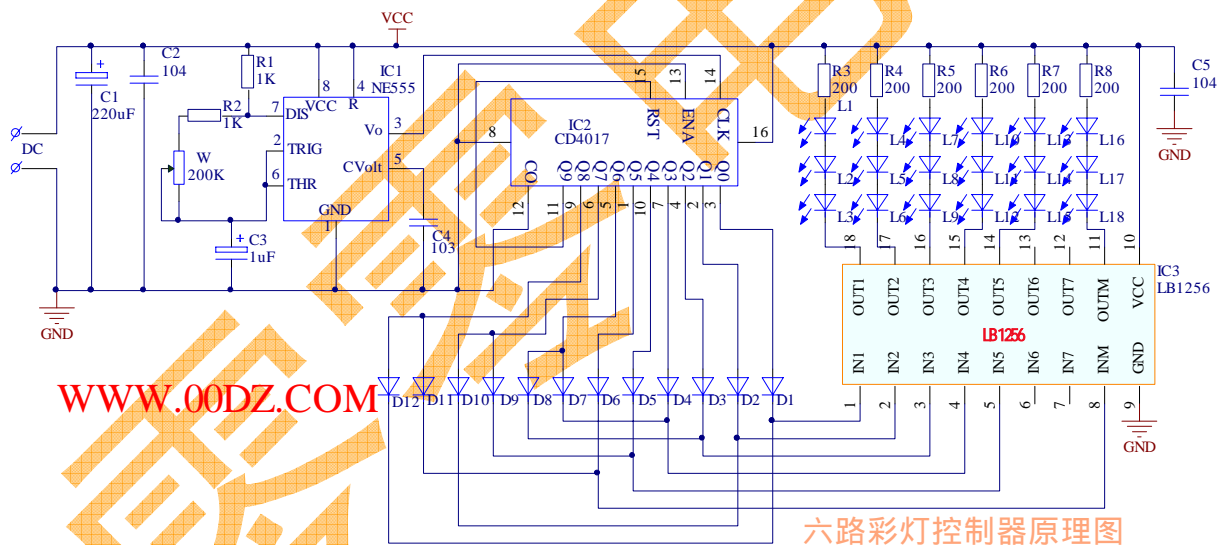 VCC
C2
104
R1
1K
IC1
NE555
C1
220uF
R2
1K
8
4
VCC
R
7
DIS
Vo
3
2
TRIG
CVolt
5
6
THR
GND
1
DC
W
200K
C3
1uF
C4
103
GND
15
13
14
8
IC2
CD4017
RST
ENA
CLK
16
CO
Q9
Q8
Q7
Q6
Q5
Q4
Q3
Q2
Q1
Q0
12
11
9
6
5
1
10
7
4
2
3
R3
200
R4
200
R5
200
R6
200
R7
200
R8
200
C5
104
GND
L1
L4
L7
L10
L13
L16
L2
L5
L8
L11
L14
L17
L3
L6
L9
L12
L15
L18
18
17
16
15
14
13
12
11
10
IC3
LB1256
OUT1
OUT2
OUT3
OUT4
OUT5
OUT6
OUT7
OUTM
VCC
LB1256
IN1
IN2
IN3
IN4
IN5
IN6
IN7
INM
GND
1
2
3
4
5
6
7
8
9
GND
WWW.00DZ.COM
D12
D11
D10
D9
D8
D7
D6
D5
D4
D3
D2
D1
六路彩灯控制器原理图